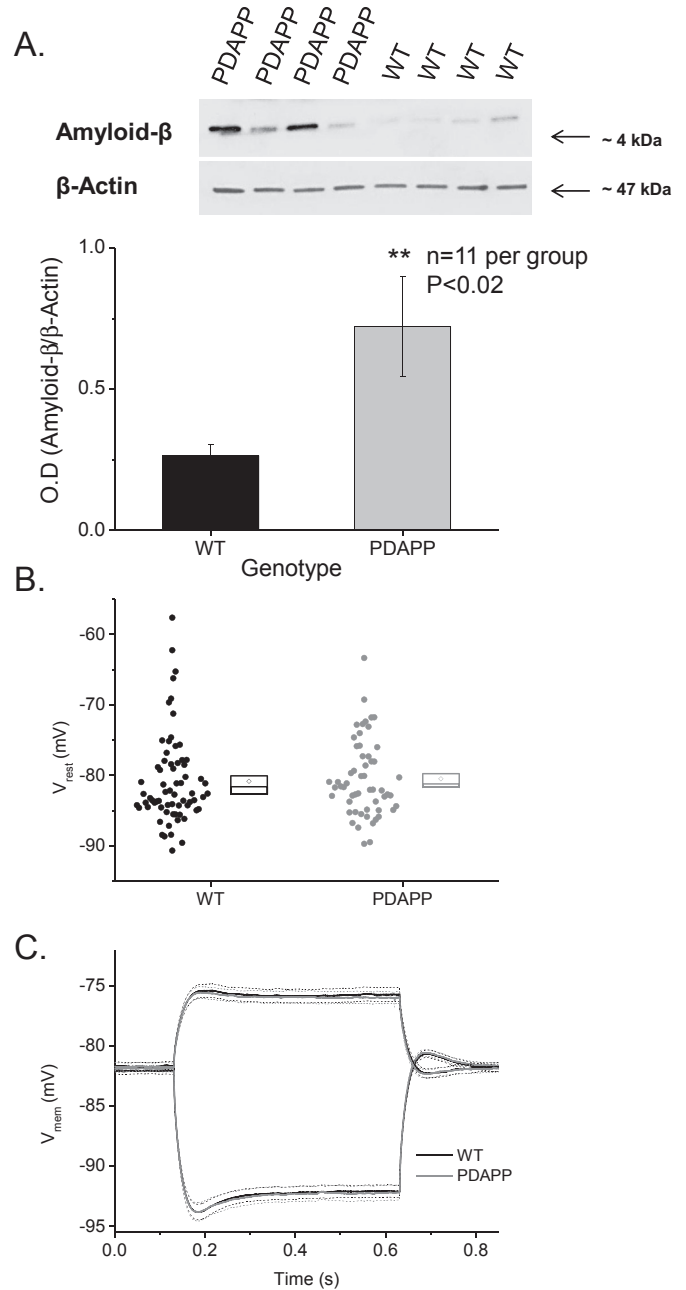 A.
PDAPP PDAPP PDAPP PDAPP WT WT WT WT
Amyloid-β
~ 4 kDa
β-Actin
~ 47 kDa
1.0
** n=11 per group
P<0.02
0.5
0.0
O.D (Amyloid-β/β-Actin)
WT PDAPP
Genotype
B.
-60
-70
-80
-90
V_rest (mV)
WT PDAPP
C.
-75
-80
-85
-90
-95
V_mem (mV)
WT
PDAPP
0.0 0.2 0.4 0.6 0.8
Time (s)